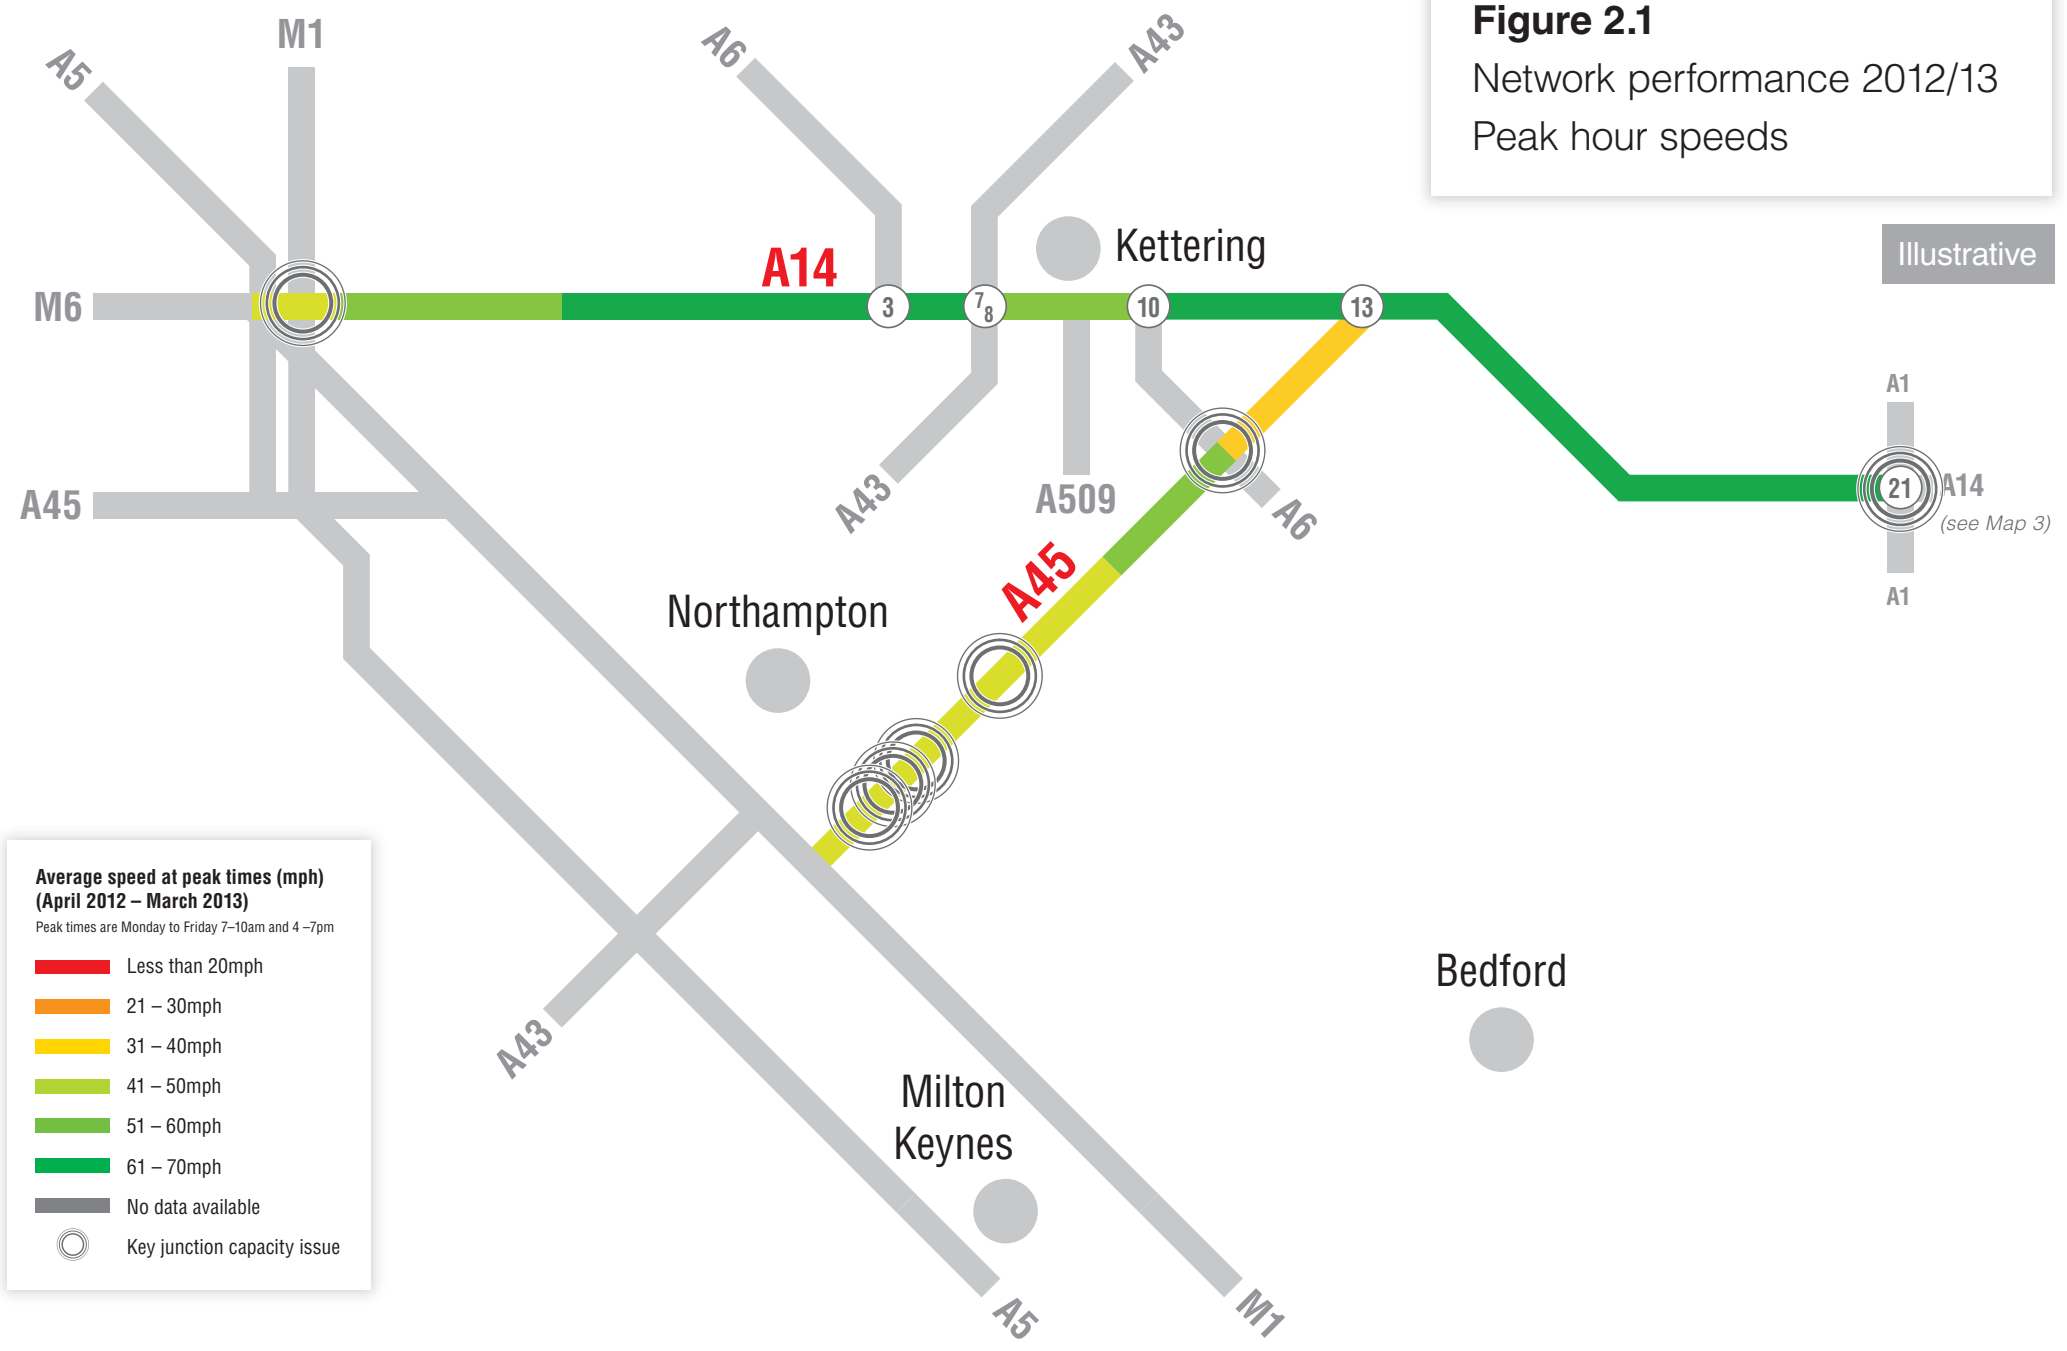 Figure 2.1
Network performance 2012/13
Peak hour speeds
Illustrative
A5
M1
A6
A43
Kettering
A14
M6
3
7
8
10
13
A1
21
A14
(see Map 3)
A1
A45
A43
A509
A6
A45
Northampton
Bedford
A43
Milton
Keynes
A5
M1
Average speed at peak times (mph)
(April 2012 – March 2013)
Peak times are Monday to Friday 7–10am and 4 –7pm
Less than 20mph
21 – 30mph
31 – 40mph
41 – 50mph
51 – 60mph
61 – 70mph
No data available
Key junction capacity issue